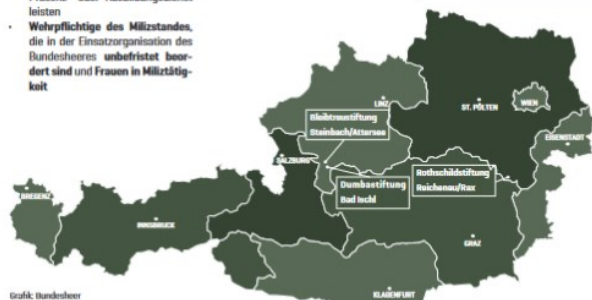 leisten
· Wehrpflichtige des Milizstandes,
die in der Einsatzorganisation des
Bundesheeres unbefristet beor-
dert sind und Frauen in Miliztätig-
keit
LINZ
ST. PÖLTEN
WIEN
Bleibtreustiftung
Steinbach/Attersee
EISENSTADT
SALZBURG
Dumbastiftung
Bad Ischl
Rothschildstiftung
Reichenau/Rax
BREGENZ
INNSBRUCK
GRAZ
KLAGENFURT
Grafik: Bundesheer